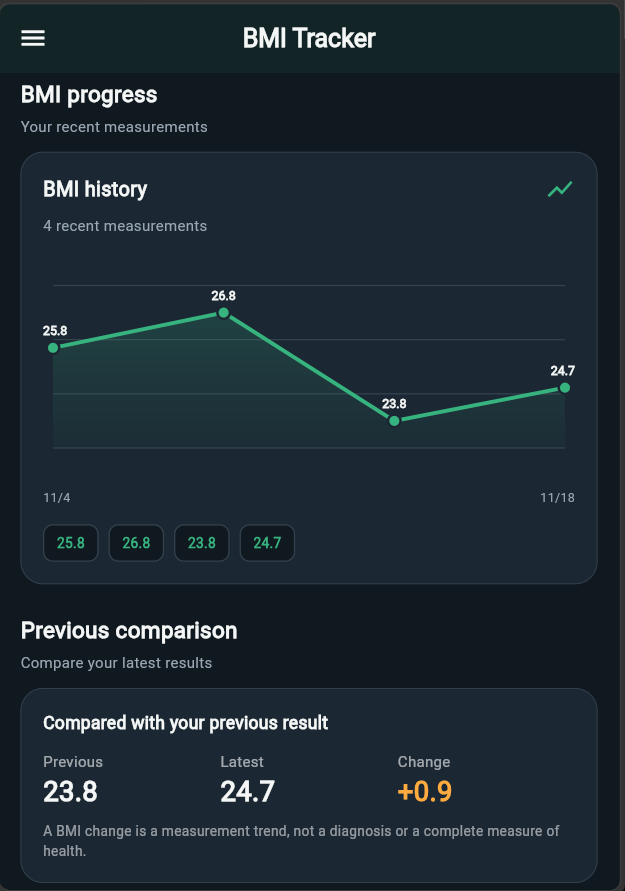 BMI Tracker
BMI progress
Your recent measurements
BMI history
4 recent measurements
25.8
26.8
23.8
24.7
11/4
11/18
25.8
26.8
23.8
24.7
Previous comparison
Compare your latest results
Compared with your previous result
Previous
Latest
Change
23.8
24.7
+0.9
A BMI change is a measurement trend, not a diagnosis or a complete measure of
health.